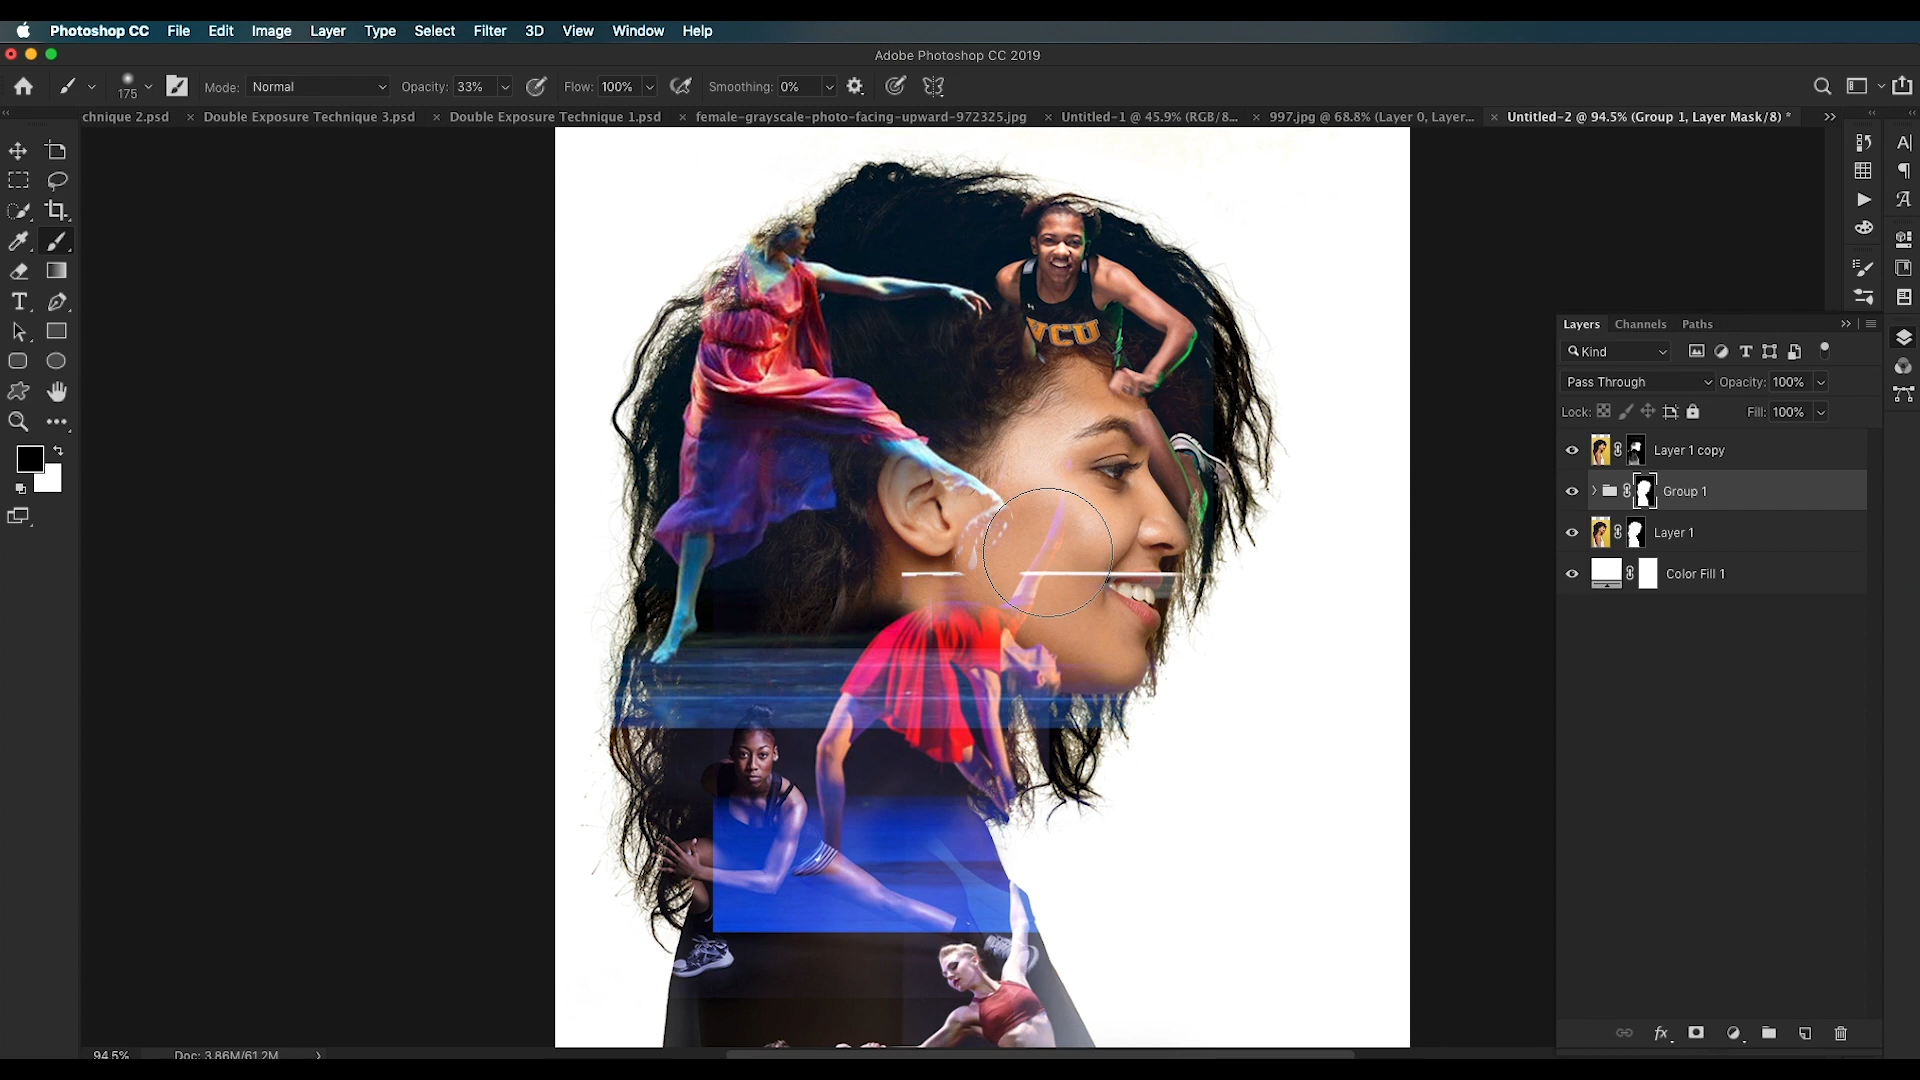 Photoshop CC File Edit Image Layer Type Select Filter 3D View Window Help
Adobe Photoshop CC 2019
175 Mode: Normal Opacity: 33% Flow: 100% Smoothing: 0%
chnique 2.psd × Double Exposure Technique 3.psd × Double Exposure Technique 1.psd × female-grayscale-photo-facing-upward-972325.jpg × Untitled-1 @ 45.9% (RGB/8... × 997.jpg @ 68.8% (Layer 0, Layer... × Untitled-2 @ 94.5% (Group 1, Layer Mask/8) *
VCU
Layers Channels Paths
Kind
Pass Through Opacity: 100%
Lock: Fill: 100%
Layer 1 copy
Group 1
Layer 1
Color Fill 1
94.5% Doc: 3.86M/61.2M